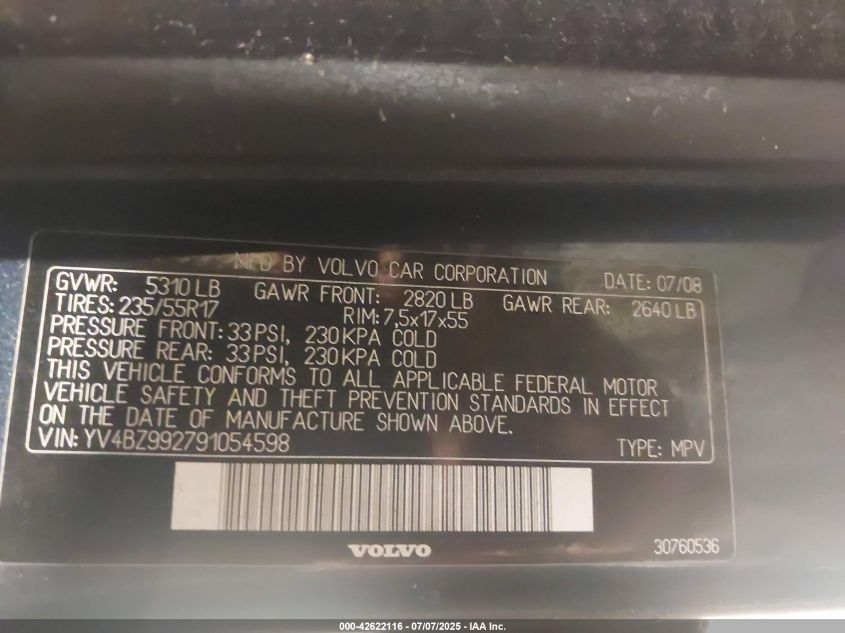 MFD BY VOLVO CAR CORPORATION DATE: 07/08
GVWR: 5310 LB GAWR FRONT: 2820 LB GAWR REAR: 2640 LB
TIRES: 235/55R17 RIM: 7,5x17x55
PRESSURE FRONT: 33 PSI, 230 KPA COLD
PRESSURE REAR: 33 PSI, 230 KPA COLD
THIS VEHICLE CONFORMS TO ALL APPLICABLE FEDERAL MOTOR
VEHICLE SAFETY AND THEFT PREVENTION STANDARDS IN EFFECT
ON THE DATE OF MANUFACTURE SHOWN ABOVE.
VIN: YV4BZ992791054598 TYPE: MPV
VOLVO 30760536
000-42622116 - 07/07/2025 - IAA Inc.